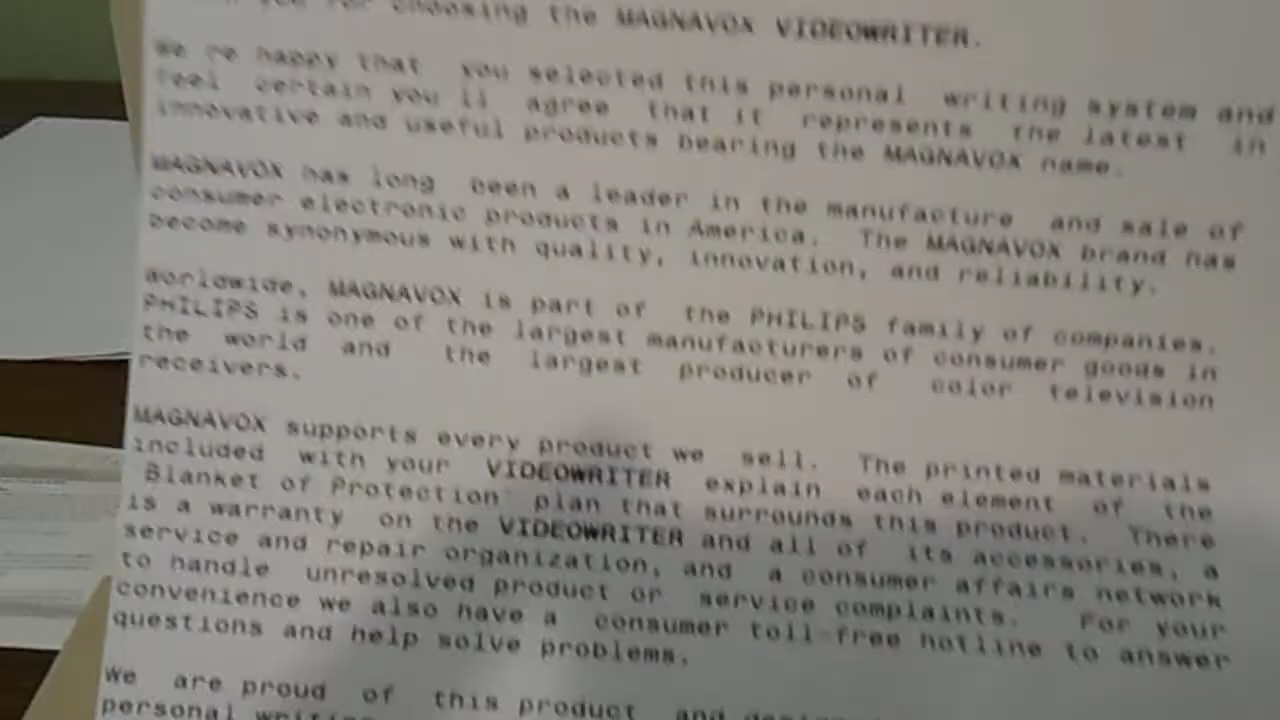 you for choosing the MAGNAVOX VIDEOWRITER.
We're happy that you selected this personal writing system and
feel certain you'll agree that it represents the latest in
innovative and useful products bearing the MAGNAVOX name.
MAGNAVOX has long been a leader in the manufacture and sale of
consumer electronic products in America. The MAGNAVOX brand has
become synonymous with quality, innovation, and reliability.
Worldwide, MAGNAVOX is part of the PHILIPS family of companies.
PHILIPS is one of the largest manufacturers of consumer goods in
the world and the largest producer of color television
receivers.
MAGNAVOX supports every product we sell. The printed materials
included with your VIDEOWRITER explain each element of the
"Blanket of Protection" plan that surrounds this product. There
is a warranty on the VIDEOWRITER and all of its accessories, a
service and repair organization, and a consumer affairs network
to handle unresolved product or service complaints. For your
convenience we also have a consumer toll-free hotline to answer
questions and help solve problems.
We are proud of this product and
personal